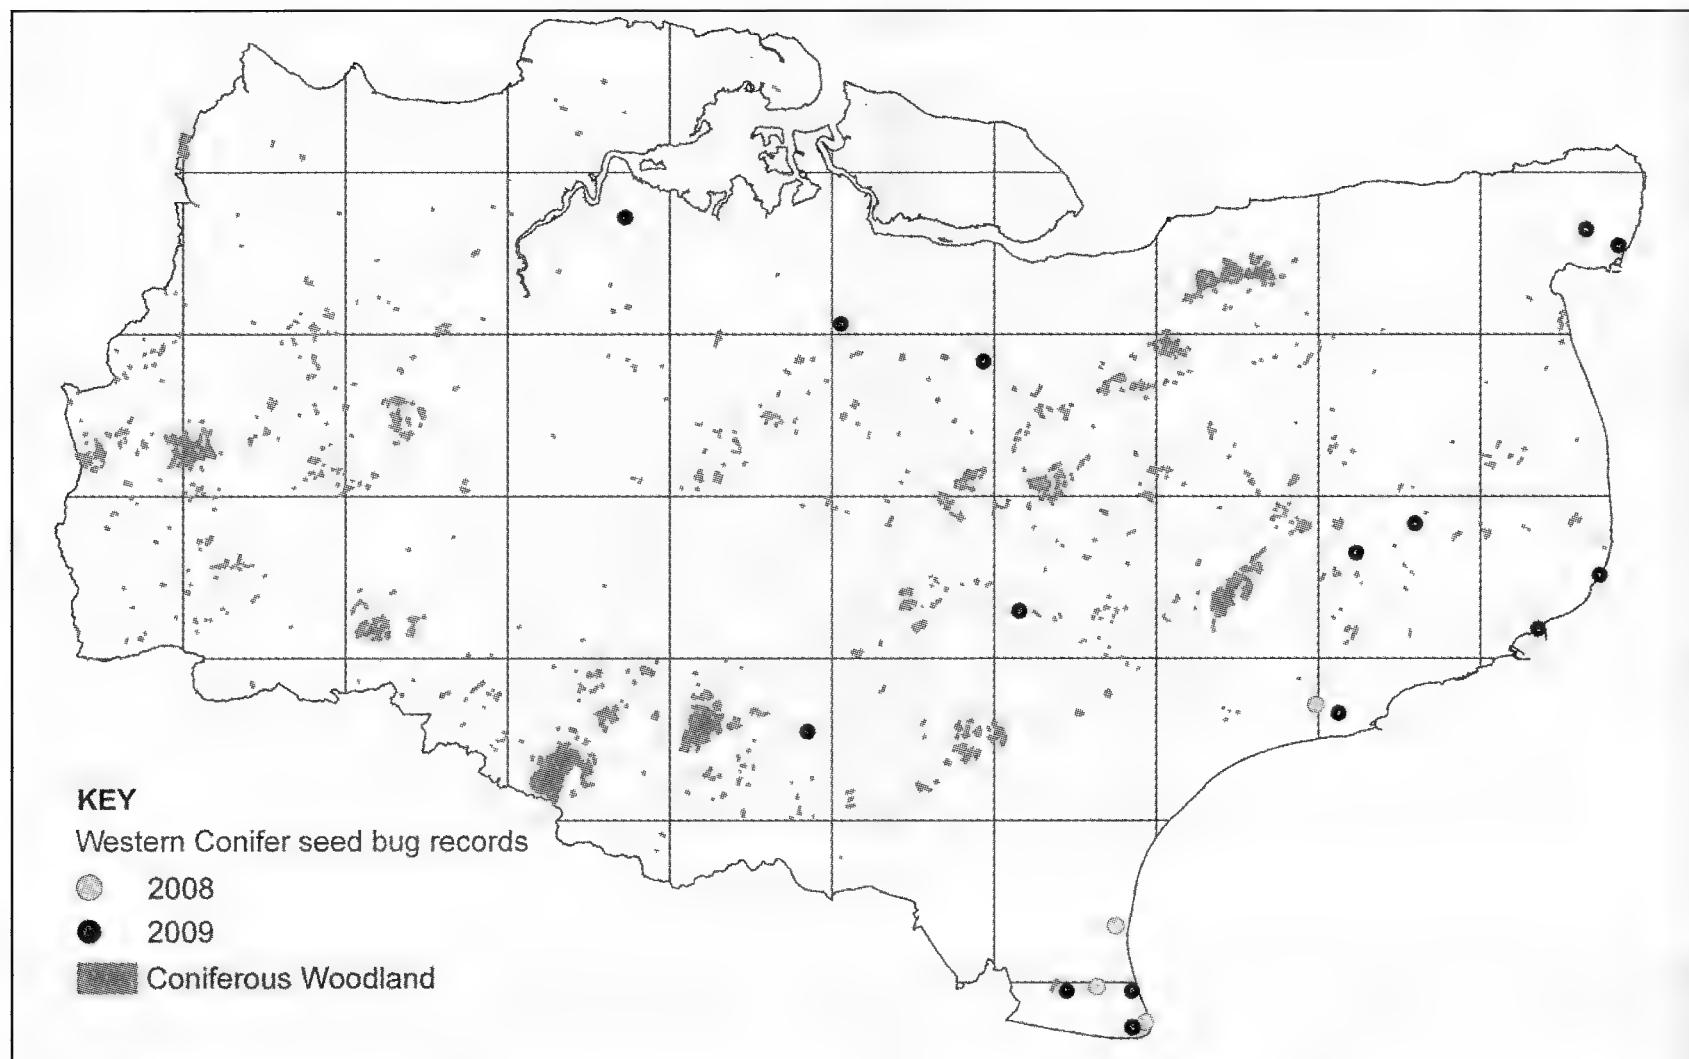 KEY
Western Conifer seed bug records
2008
2009
Coniferous Woodland